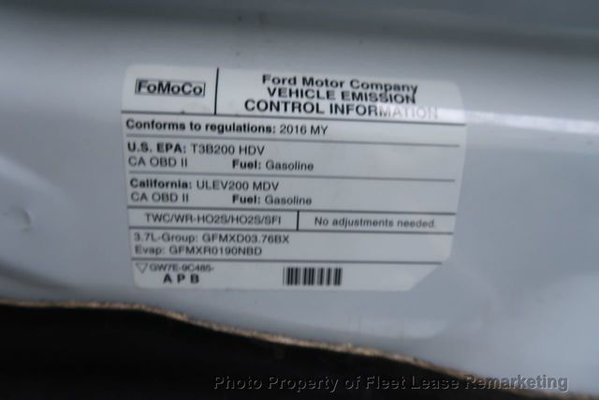 FoMoCo
Ford Motor Company
VEHICLE EMISSION
CONTROL INFORMATION
Conforms to regulations: 2016 MY
U.S. EPA: T3B200 HDV
CA OBD II Fuel: Gasoline
California: ULEV200 MDV
CA OBD II Fuel: Gasoline
TWC/WR-HO2S/HO2S/SFI No adjustments needed.
3.7L-Group: GFMXD03.76BX
Evap: GFMXR0190NBD
GW7E-9C485-
A P B
Photo Property of Fleet Lease Remarketing